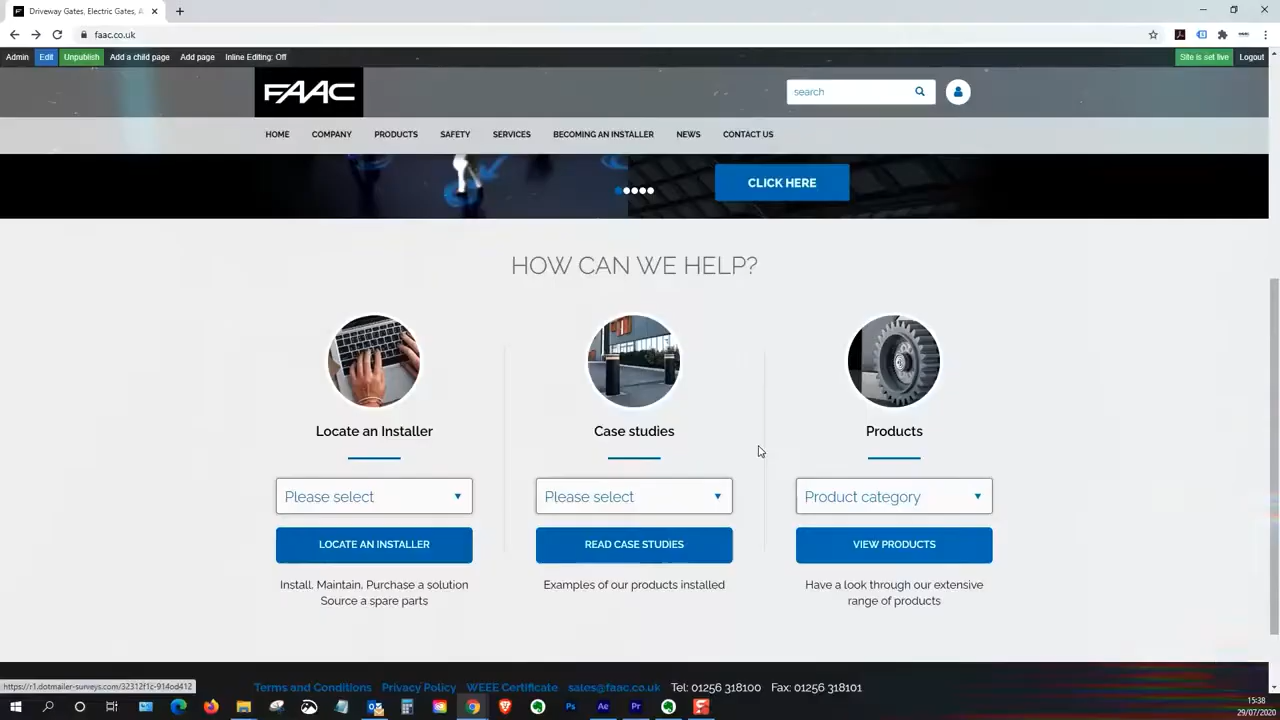 Driveway Gates, Electric Gates, A
faac.co.uk
Admin
Edit
Unpublish
Add a child page
Add page
Inline Editing: Off
Site is set live
Logout
FAAC
search
HOME
COMPANY
PRODUCTS
SAFETY
SERVICES
BECOMING AN INSTALLER
NEWS
CONTACT US
CLICK HERE
HOW CAN WE HELP?
Locate an Installer
Please select
LOCATE AN INSTALLER
Install. Maintain. Purchase a solution
Source a spare parts
Case studies
Please select
READ CASE STUDIES
Examples of our products installed
Products
Product category
VIEW PRODUCTS
Have a look through our extensive
range of products
https://r1.dotmailer-surveys.com/32312f1c-914od412
Terms and Conditions
Privacy Policy
WEEE Certificate
sales@faac.co.uk
Tel: 01256 318100
Fax: 01256 318101
Ps
Ae
Pr
15:38
29/07/2020